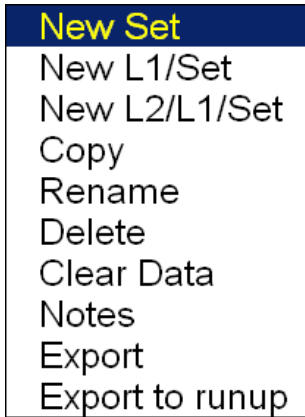 New Set
New L1/Set
New L2/L1/Set
Copy
Rename
Delete
Clear Data
Notes
Export
Export to runup